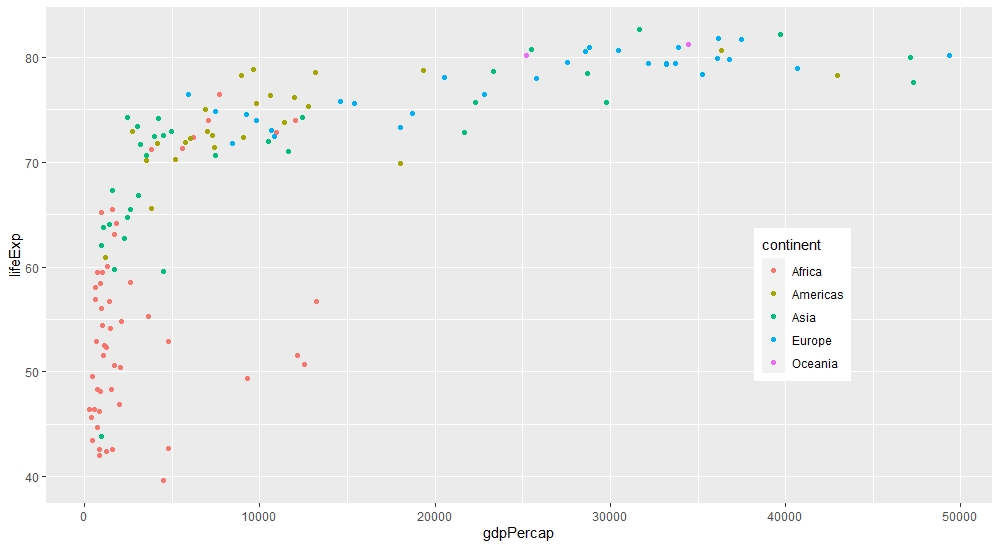 80
70
60
50
40
lifeExp
continent
Africa
Americas
Asia
Europe
Oceania
0 10000 20000 30000 40000 50000
gdpPercap